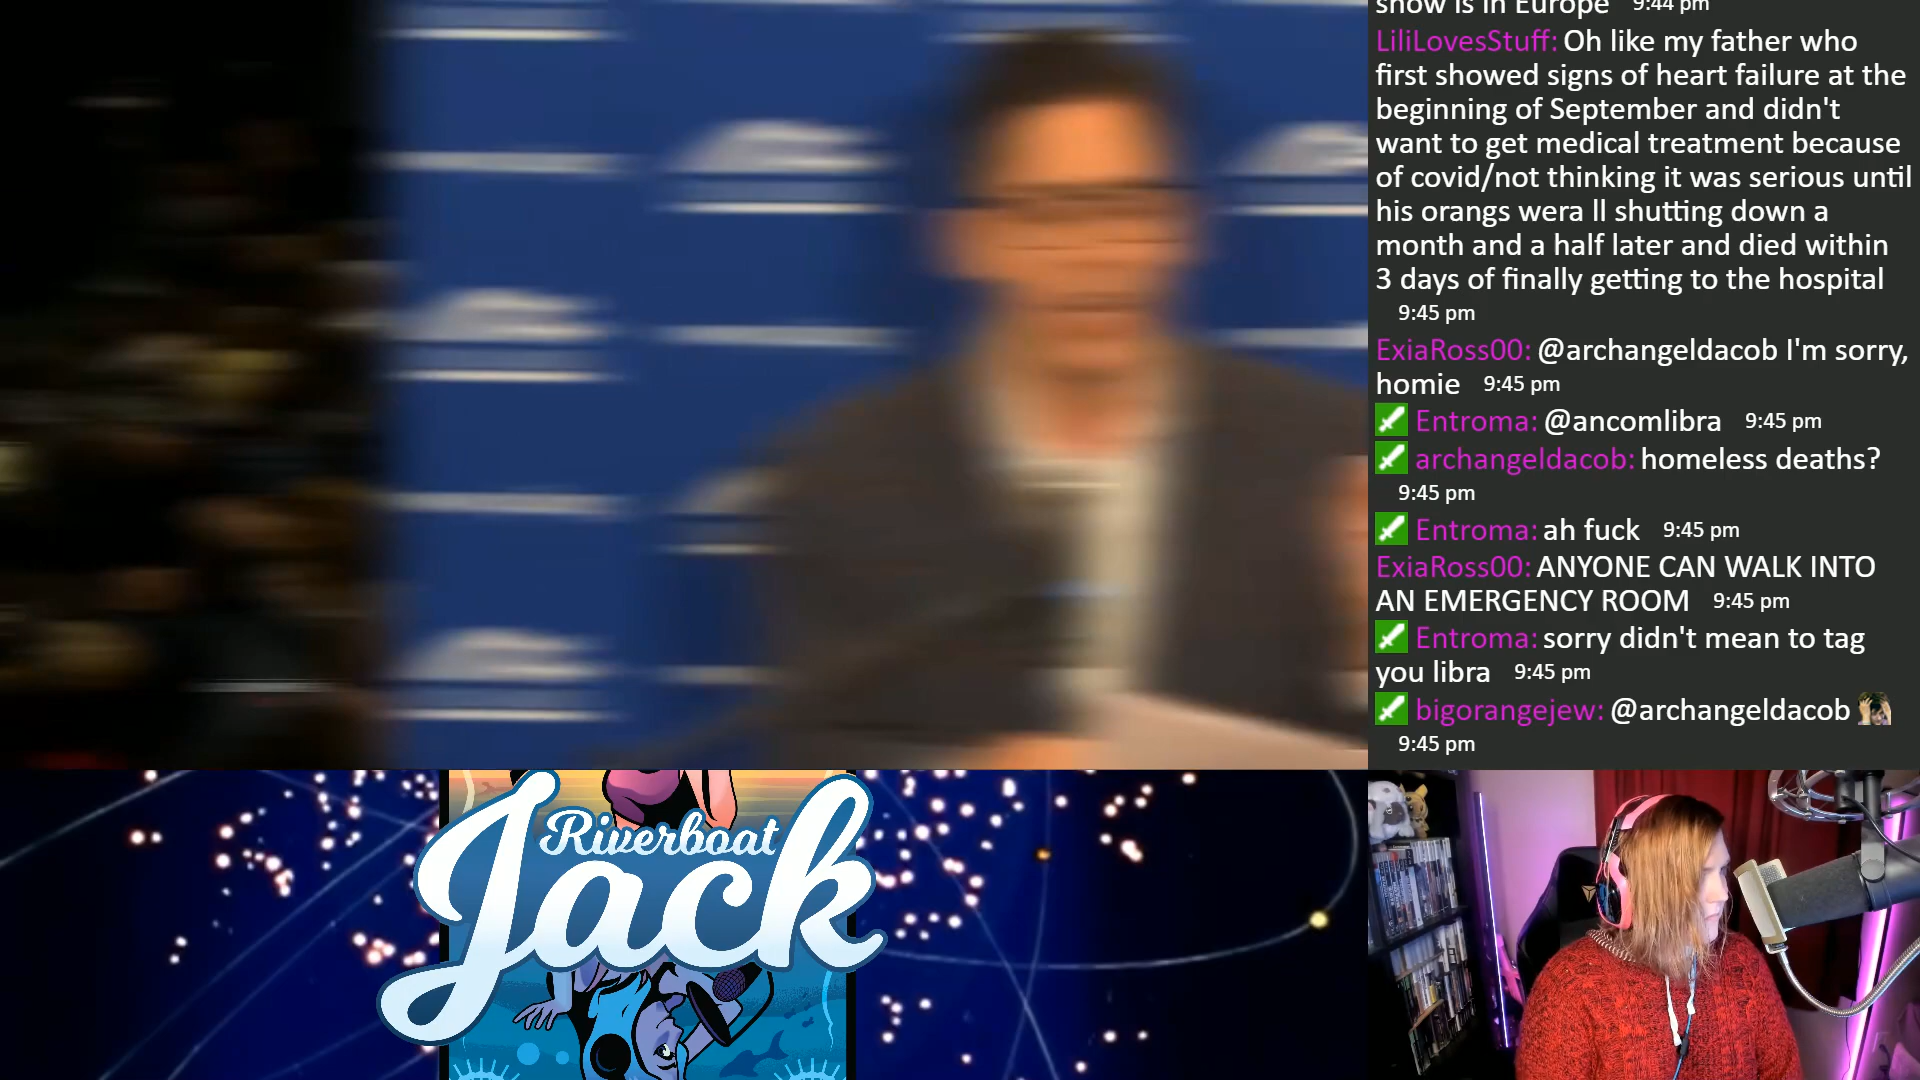 show is in Europe 9:44 pm
LiliLovesStuff: Oh like my father who
first showed signs of heart failure at the
beginning of September and didn't
want to get medical treatment because
of covid/not thinking it was serious until
his orangs wera ll shutting down a
month and a half later and died within
3 days of finally getting to the hospital
9:45 pm
ExiaRoss00: @archangeldacob I'm sorry,
homie 9:45 pm
Entroma: @ancomlibra 9:45 pm
archangeldacob: homeless deaths?
9:45 pm
Entroma: ah fuck 9:45 pm
ExiaRoss00: ANYONE CAN WALK INTO
AN EMERGENCY ROOM 9:45 pm
Entroma: sorry didn't mean to tag
you libra 9:45 pm
bigorangejew: @archangeldacob
9:45 pm
Riverboat
Jack